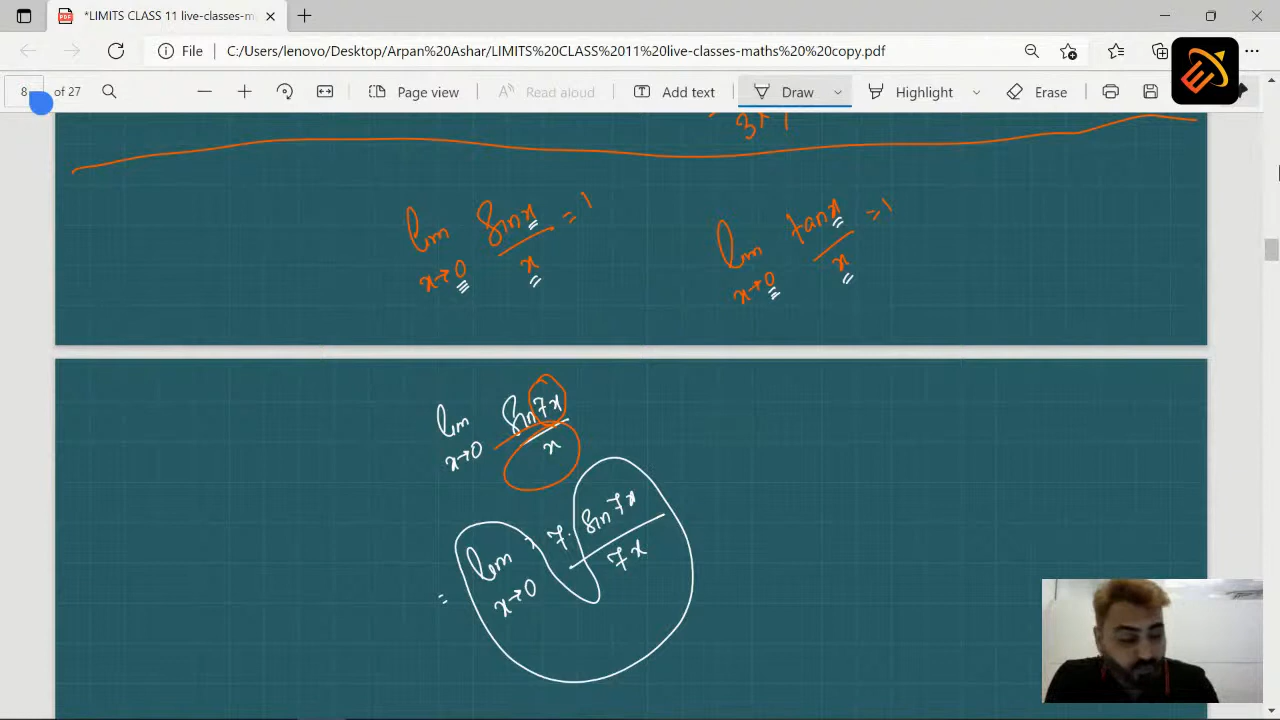 *LIMITS CLASS 11 live-classes-m
File C:/Users/lenovo/Desktop/Arpan%20Ashar/LIMITS%20CLASS%2011%20live-classes-maths%20%20copy.pdf
8 of 27 Page view Read aloud Add text Draw Highlight Erase
3x1
lim x→0 sinx/x = 1
lim x→0 tanx/x = 1
lim x→0 sin7x/x
= lim x→0 7. sin7x/7x